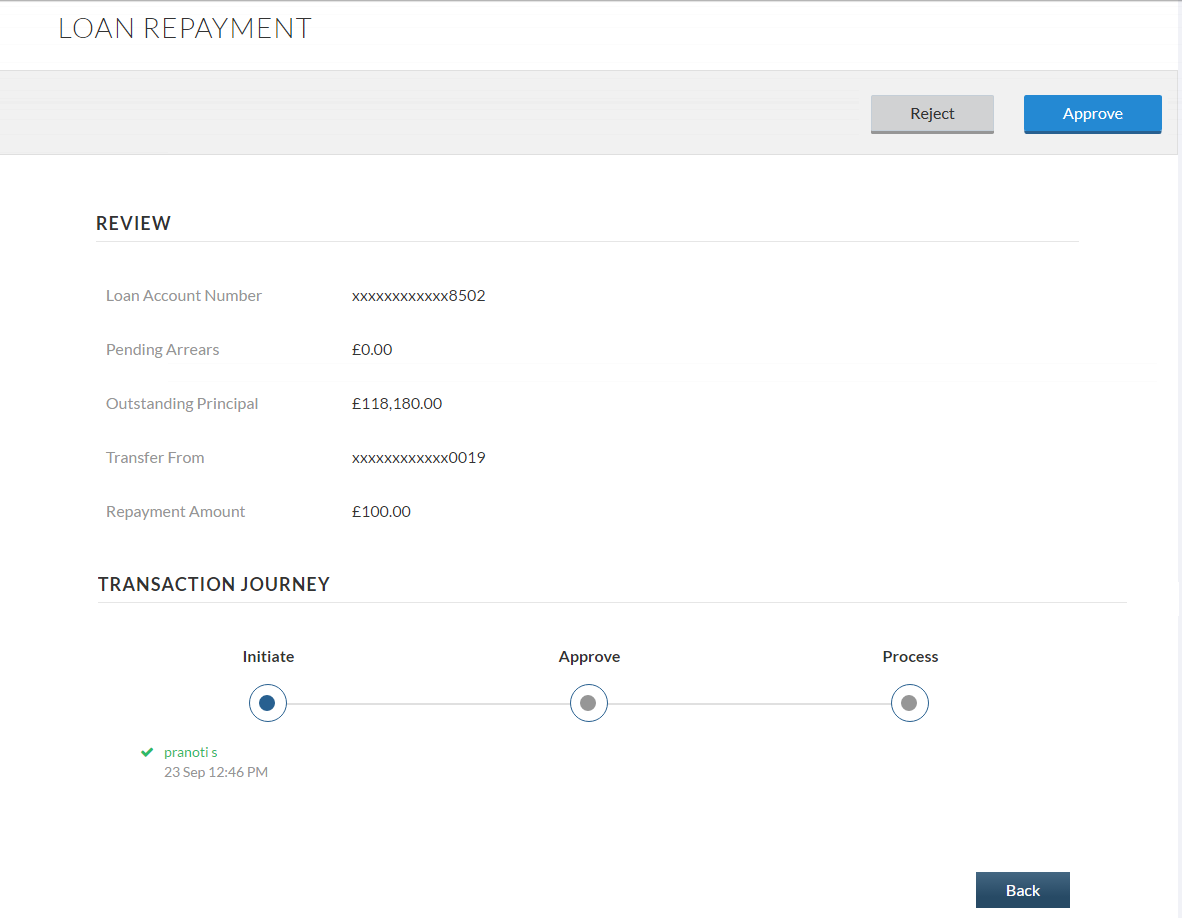 LOAN REPAYMENT
Reject Approve
REVIEW
Loan Account Number xxxxxxxxxxxx8502
Pending Arrears £0.00
Outstanding Principal £118,180.00
Transfer From xxxxxxxxxxxx0019
Repayment Amount £100.00
TRANSACTION JOURNEY
Initiate Approve Process
pranoti s
23 Sep 12:46 PM
Back